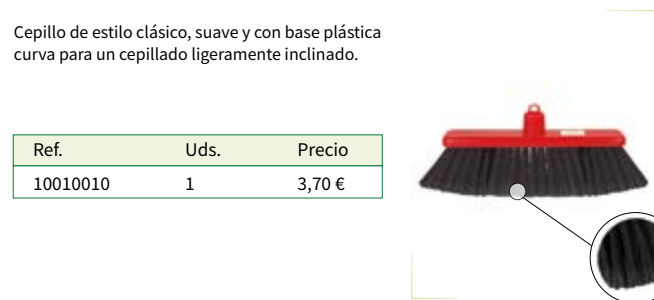 Cepillo de estilo clásico, suave y con base plástica
curva para un cepillado ligeramente inclinado.
Ref. Uds. Precio
10010010 1 3,70 €